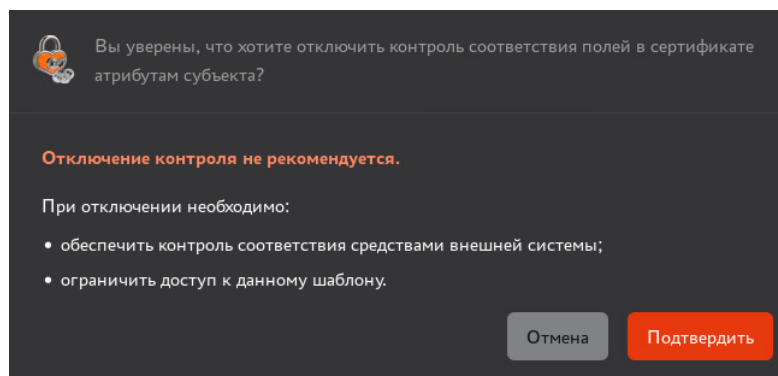 Вы уверены, что хотите отключить контроль соответствия полей в сертификате
атрибутам субъекта?
Отключение контроля не рекомендуется.
При отключении необходимо:
• обеспечить контроль соответствия средствами внешней системы;
• ограничить доступ к данному шаблону.
Отмена
Подтвердить